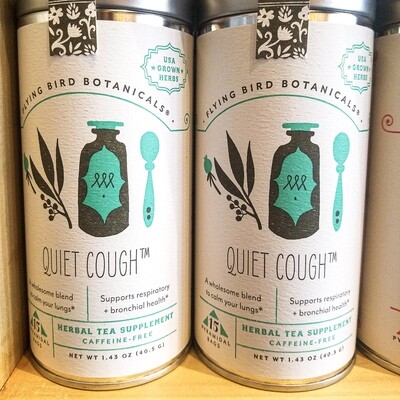 USA
GROWN
HERBS
FLYING BIRD BOTANICALS®
QUIET COUGH™
A wholesome blend
to calm your lungs*
Supports respiratory
+ bronchial health*
HERBAL TEA SUPPLEMENT
CAFFEINE-FREE
15
PYRAMIDAL
BAGS
NET WT 1.43 OZ (40.5 G)
USA
GROWN
HERBS
FLYING BIRD BOTANICALS®
QUIET COUGH™
A wholesome blend
to calm your lungs*
Supports respiratory
+ bronchial health*
HERBAL TEA SUPPLEMENT
CAFFEINE-FREE
15
PYRAMIDAL
BAGS
NET WT 1.43 OZ (40.5 G)